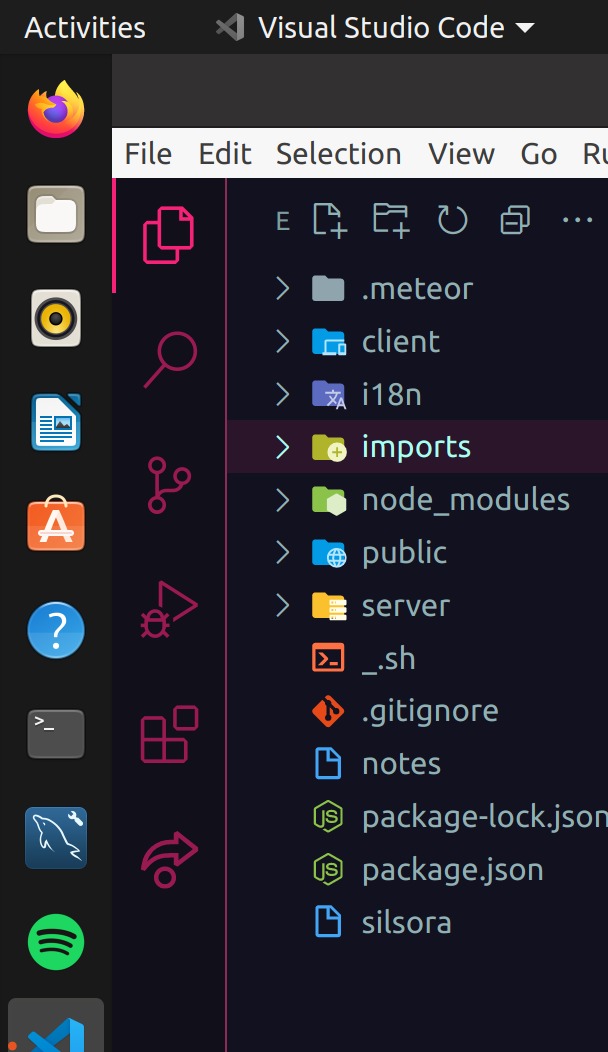 Activities Visual Studio Code
File Edit Selection View Go Ru
E
.meteor
client
i18n
imports
node_modules
public
server
_.sh
.gitignore
notes
package-lock.json
package.json
silsora